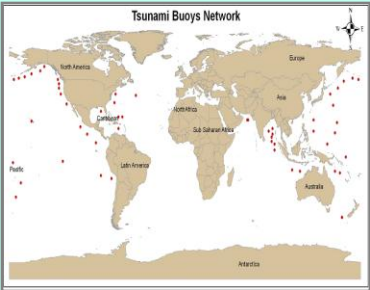 Tsunami Buoys Network
N
W
E
S
Europe
North America
Asia
Caribbean
North Africa
Sub Saharan Africa
Pacific
Latin America
Australia
Antarctica